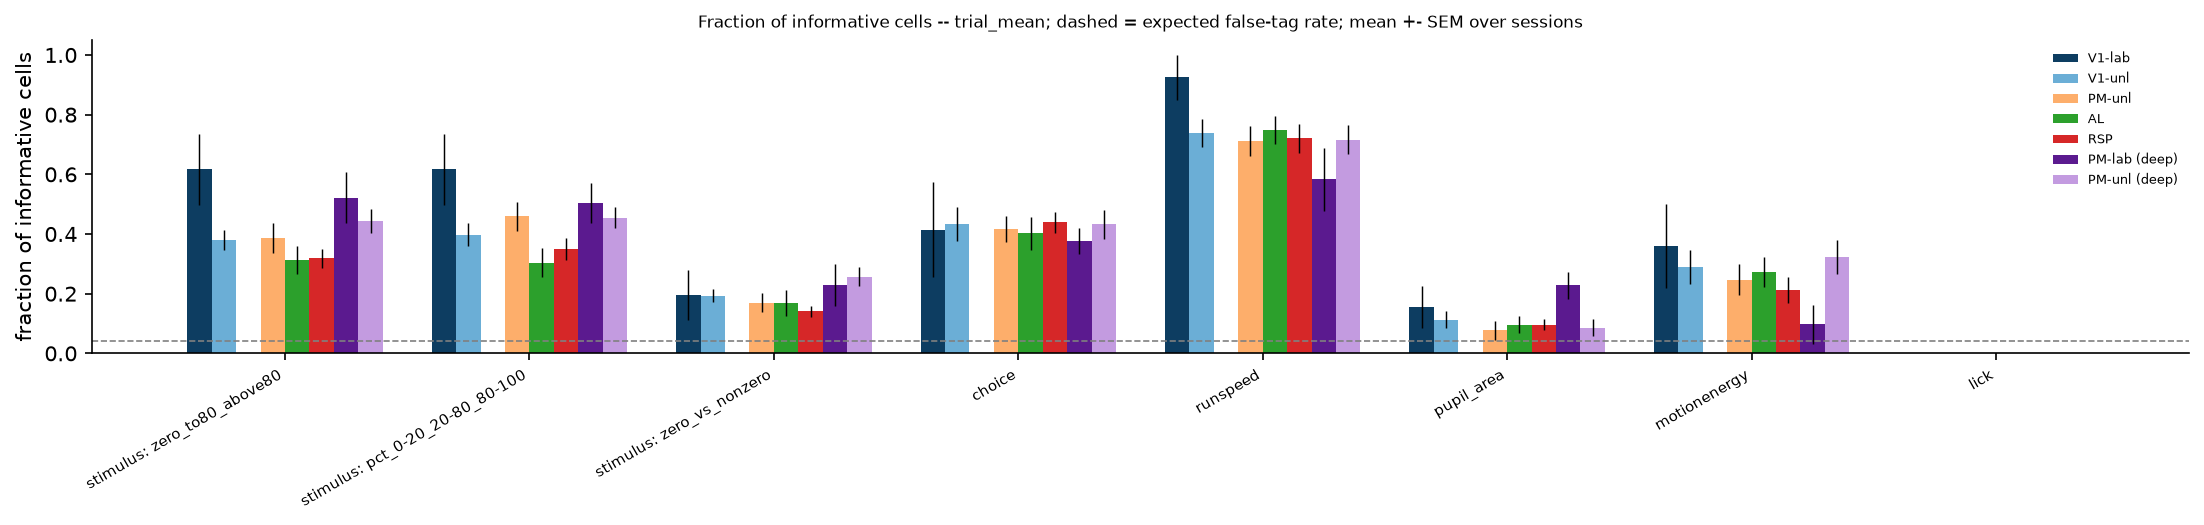 Fraction of informative cells -- trial_mean; dashed = expected false-tag rate; mean +- SEM over sessions
fraction of informative cells
1.0
0.8
0.6
0.4
0.2
0.0
V1-lab
V1-unl
PM-unl
AL
RSP
PM-lab (deep)
PM-unl (deep)
stimulus: zero_to80_above80
stimulus: pct_0-20_20-80_80-100
stimulus: zero_vs_nonzero
choice
runspeed
pupil_area
motionenergy
lick